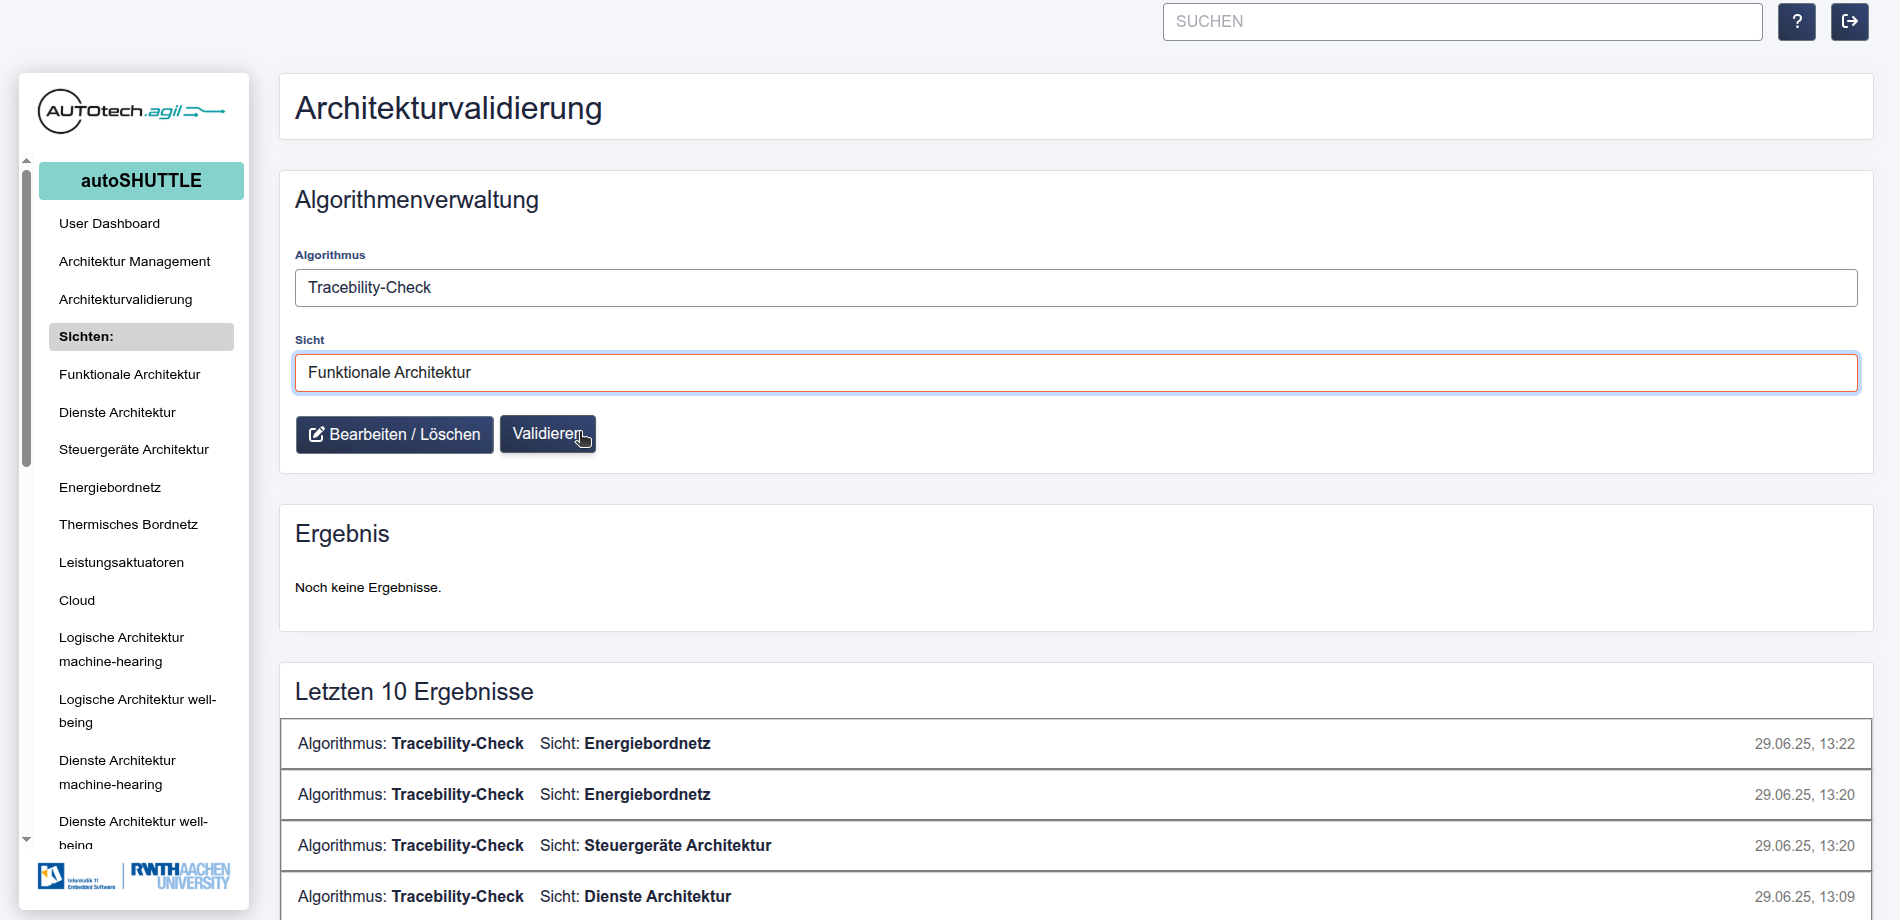 SUCHEN
?
AUTOtech.agil
autoSHUTTLE
User Dashboard
Architektur Management
Architekturvalidierung
Sichten:
Funktionale Architektur
Dienste Architektur
Steuergeräte Architektur
Energiebordnetz
Thermisches Bordnetz
Leistungsaktuatoren
Cloud
Logische Architektur
machine-hearing
Logische Architektur well-
being
Dienste Architektur
machine-hearing
Dienste Architektur well-
being
Informatik 11
Embedded Software
RWTHAACHEN
UNIVERSITY
Architekturvalidierung
Algorithmenverwaltung
Algorithmus
Tracebility-Check
Sicht
Funktionale Architektur
Bearbeiten / Löschen
Validieren
Ergebnis
Noch keine Ergebnisse.
Letzten 10 Ergebnisse
Algorithmus: Tracebility-Check Sicht: Energiebordnetz 29.06.25, 13:22
Algorithmus: Tracebility-Check Sicht: Energiebordnetz 29.06.25, 13:20
Algorithmus: Tracebility-Check Sicht: Steuergeräte Architektur 29.06.25, 13:20
Algorithmus: Tracebility-Check Sicht: Dienste Architektur 29.06.25, 13:09